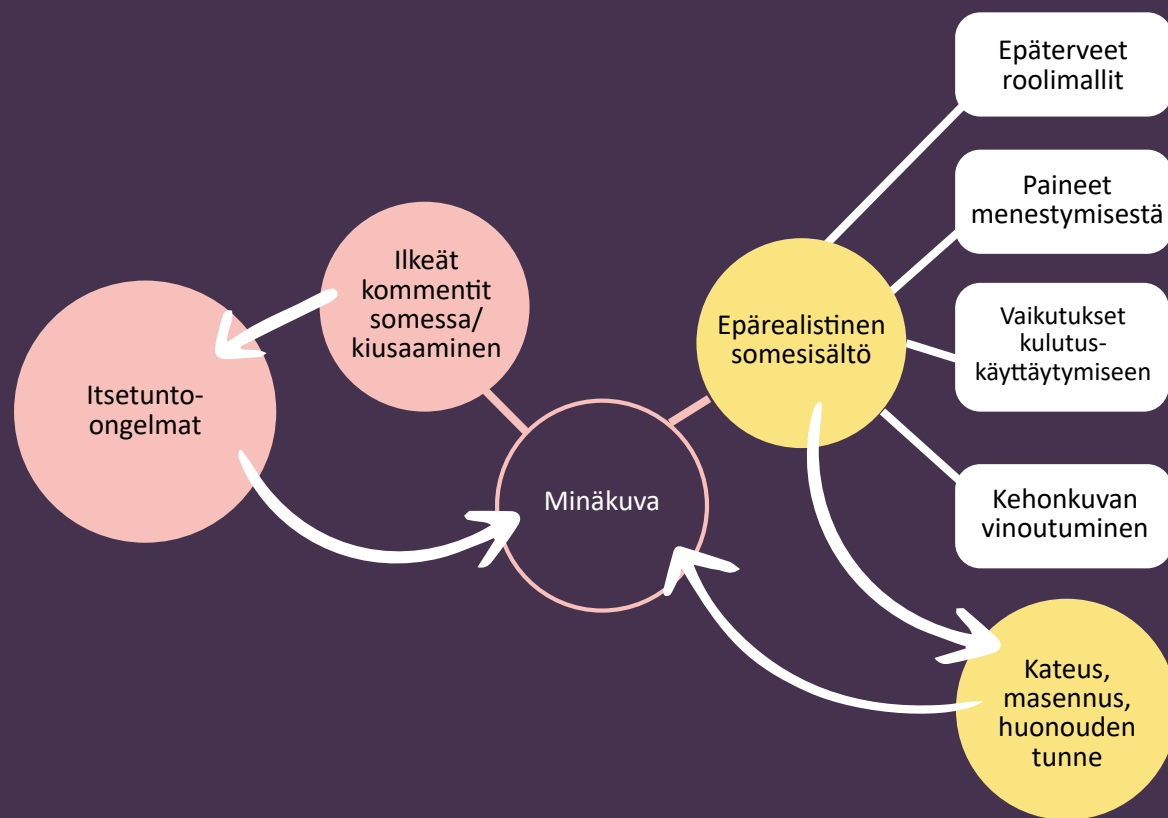 Epäterveet
roolimallit
Paineet
menestymisestä
Ilkeät
kommentit
somessa/
kiusaaminen
Epärealistinen
somesisältö
Vaikutukset
kulutus-
käyttäytymiseen
Itsetunto-
ongelmat
Minäkuva
Kehonkuvan
vinoutuminen
Kateus,
masennus,
huonouden
tunne